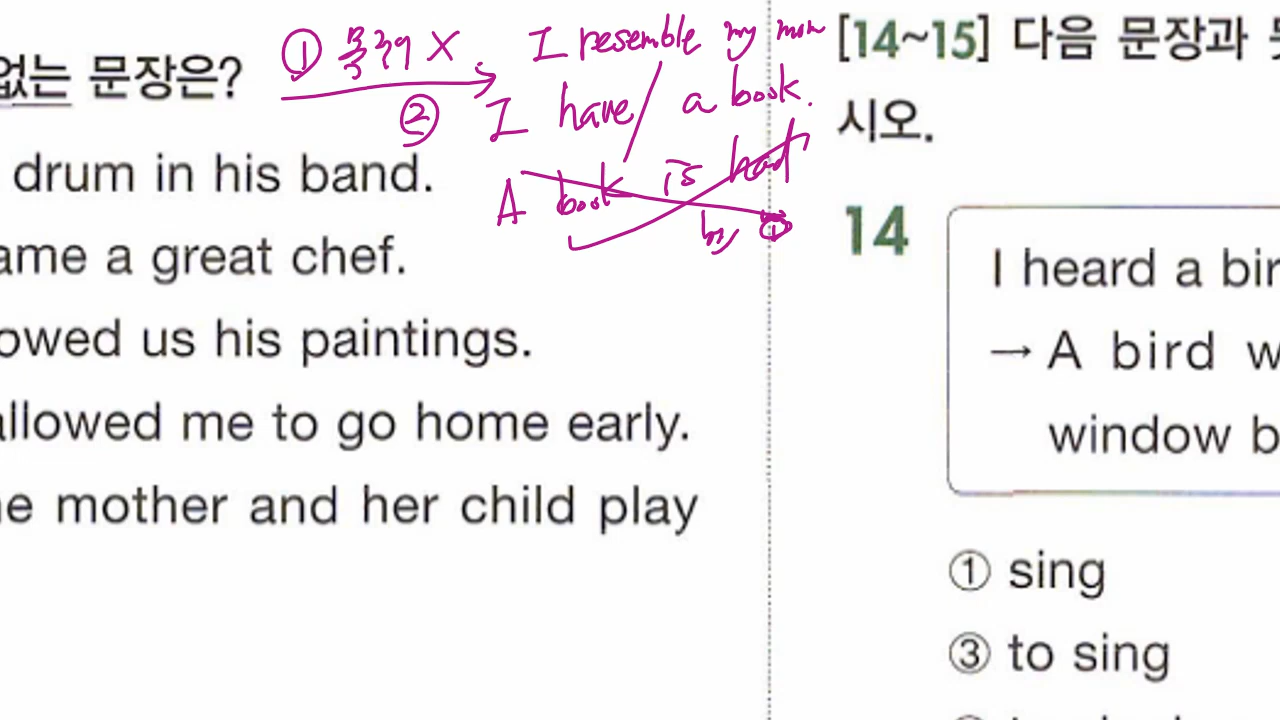 없는 문장은?
① 목적어 X
②
I resemble my mom
I have a book.
A book is had
by
drum in his band.
ame a great chef.
owed us his paintings.
allowed me to go home early.
e mother and her child play
[14~15] 다음 문장과
시오.
14
I heard a bir
→ A bird w
window b
① sing
③ to sing